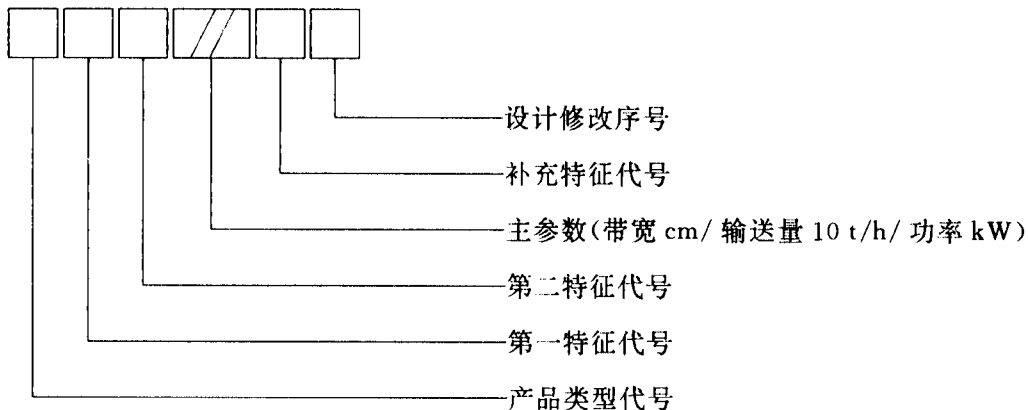 设计修改序号
补充特征代号
主参数(带宽 cm/ 输送量 10 t/h/ 功率 kW)
第二特征代号
第一特征代号
产品类型代号